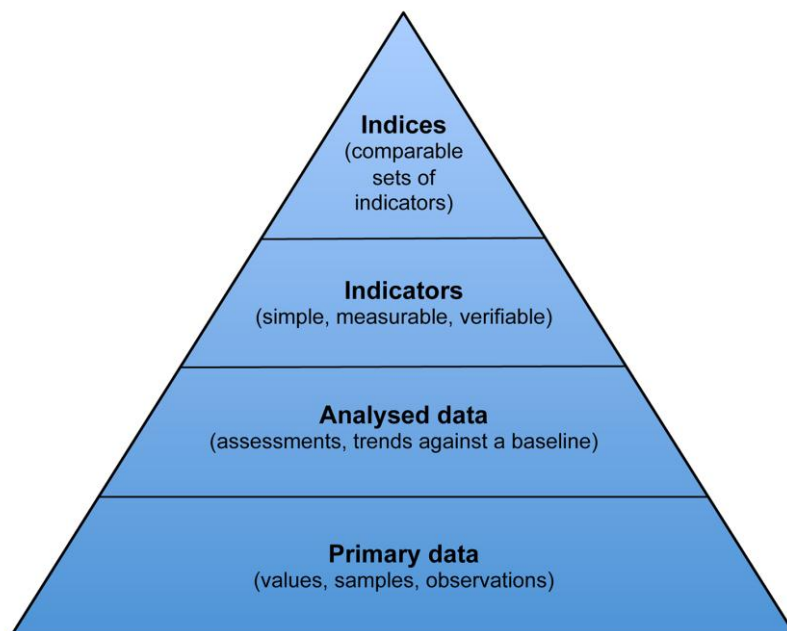 Indices
(comparable
sets of
indicators)
Indicators
(simple, measurable, verifiable)
Analysed data
(assessments, trends against a baseline)
Primary data
(values, samples, observations)